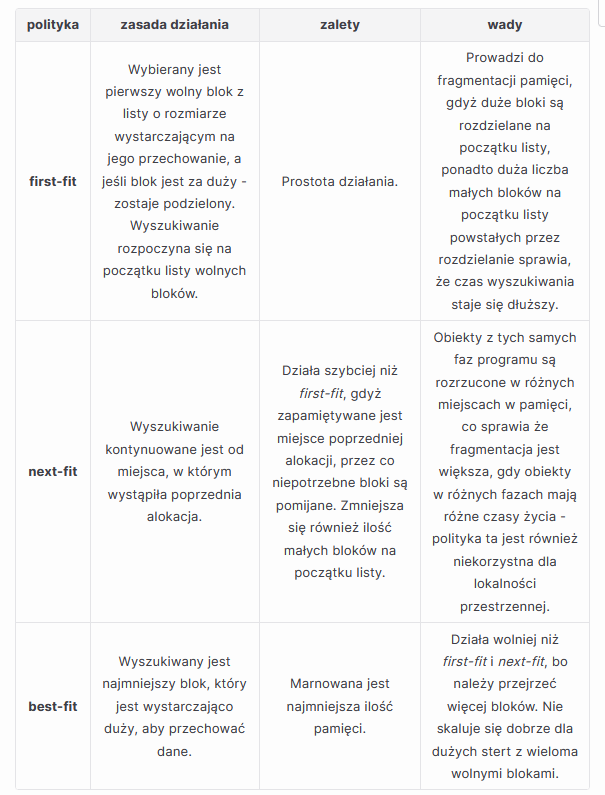 polityka zasada działania zalety wady
first-fit
Wybierany jest
pierwszy wolny blok z
listy o rozmiarze
wystarczającym na
jego przechowanie, a
jeśli blok jest za duży -
zostaje podzielony.
Wyszukiwanie
rozpoczyna się na
początku listy wolnych
bloków.
Prostota działania.
Prowadzi do
fragmentacji pamięci,
gdyż duże bloki są
rozdzielane na
początku listy,
ponadto duża liczba
małych bloków na
początku listy
powstałych przez
rozdzielanie sprawia,
że czas wyszukiwania
staje się dłuższy.
next-fit
Wyszukiwanie
kontynuowane jest od
miejsca, w którym
wystąpiła poprzednia
alokacja.
Działa szybciej niż
first-fit, gdyż
zapamiętywane jest
miejsce poprzedniej
alokacji, przez co
niepotrzebne bloki są
pomijane. Zmniejsza
się również ilość
małych bloków na
początku listy.
Obiekty z tych samych
faz programu są
rozrzucone w różnych
miejscach w pamięci,
co sprawia że
fragmentacja jest
większa, gdy obiekty
w różnych fazach mają
różne czasy życia -
polityka ta jest również
niekorzystna dla
lokalności
przestrzennej.
best-fit
Wyszukiwany jest
najmniejszy blok, który
jest wystarczająco
duży, aby przechować
dane.
Marnowana jest
najmniejsza ilość
pamięci.
Działa wolniej niż
first-fit i next-fit, bo
należy przejrzeć
więcej bloków. Nie
skaluje się dobrze dla
dużych stert z wieloma
wolnymi blokami.